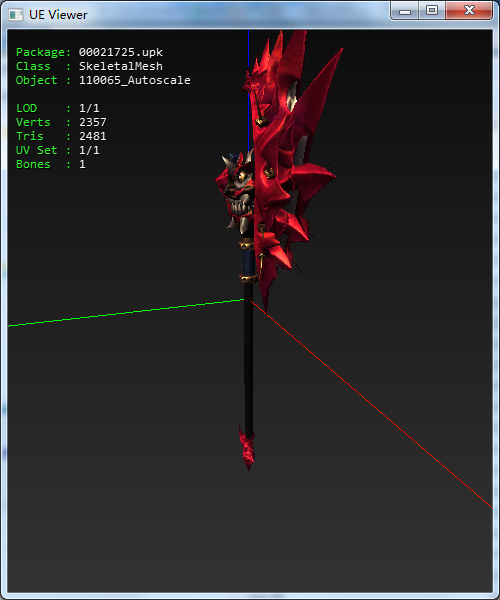 UE Viewer
Package: 00021725.upk
Class : SkeletalMesh
Object : 110065_Autoscale
LOD : 1/1
Verts : 2357
Tris : 2481
UV Set : 1/1
Bones : 1